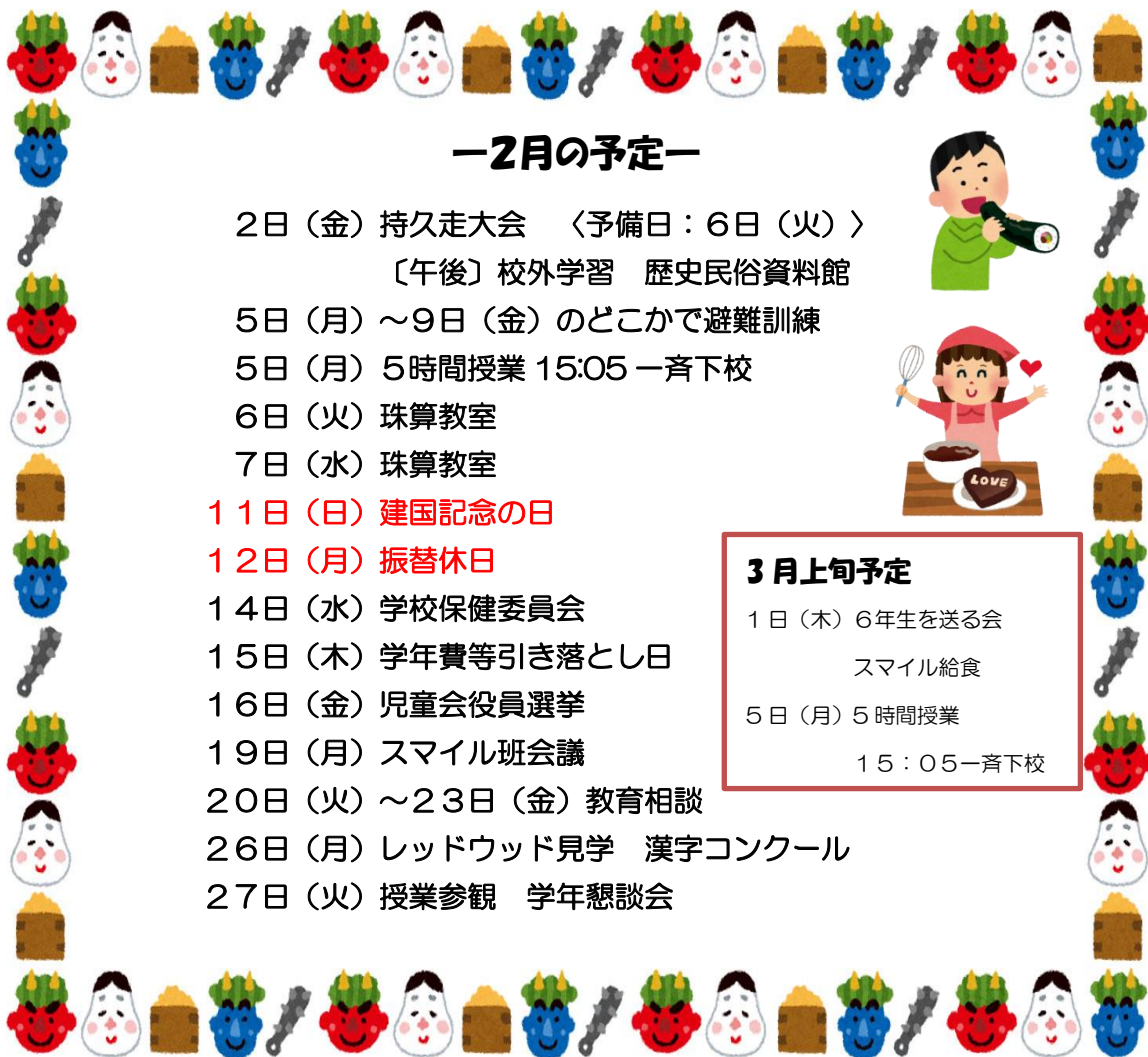 ー2月の予定ー
2日（金）持久走大会　〈予備日：6日（火）〉
〔午後〕校外学習　歴史民俗資料館
5日（月）～9日（金）のどこかで避難訓練
5日（月）5時間授業 15:05 一斉下校
6日（火）珠算教室
7日（水）珠算教室
１１日（日）建国記念の日
１２日（月）振替休日
１４日（水）学校保健委員会
１５日（木）学年費等引き落とし日
１６日（金）児童会役員選挙
１９日（月）スマイル班会議
２０日（火）～２３日（金）教育相談
２６日（月）レッドウッド見学　漢字コンクール
２７日（火）授業参観　学年懇談会
LOVE
3月上旬予定
1日（木）６年生を送る会
スマイル給食
5日（月）5時間授業
１５：０５一斉下校